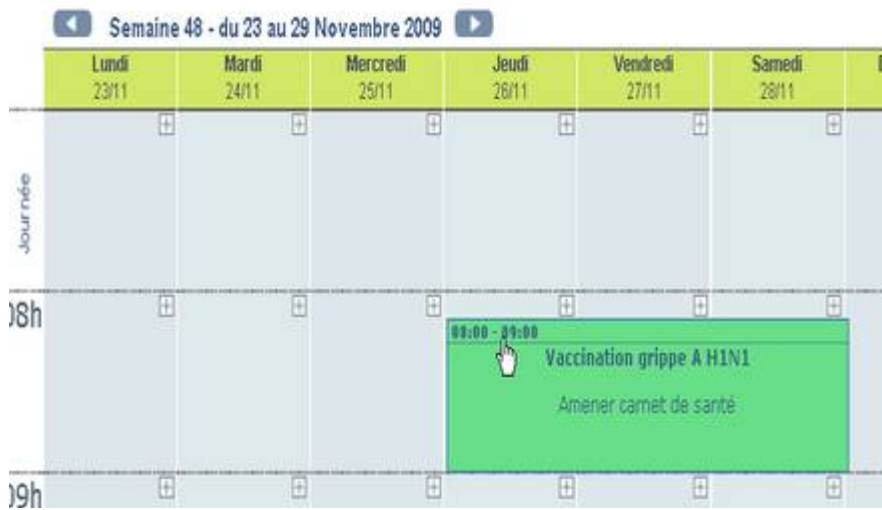 Semaine 48 - du 23 au 29 Novembre 2009
Lundi Mardi Mercredi Jeudi Vendredi Samedi
23/11 24/11 25/11 26/11 27/11 28/11
Journée
08h
08:00 - 09:00
Vaccination grippe A H1N1
Amener carnet de santé
09h